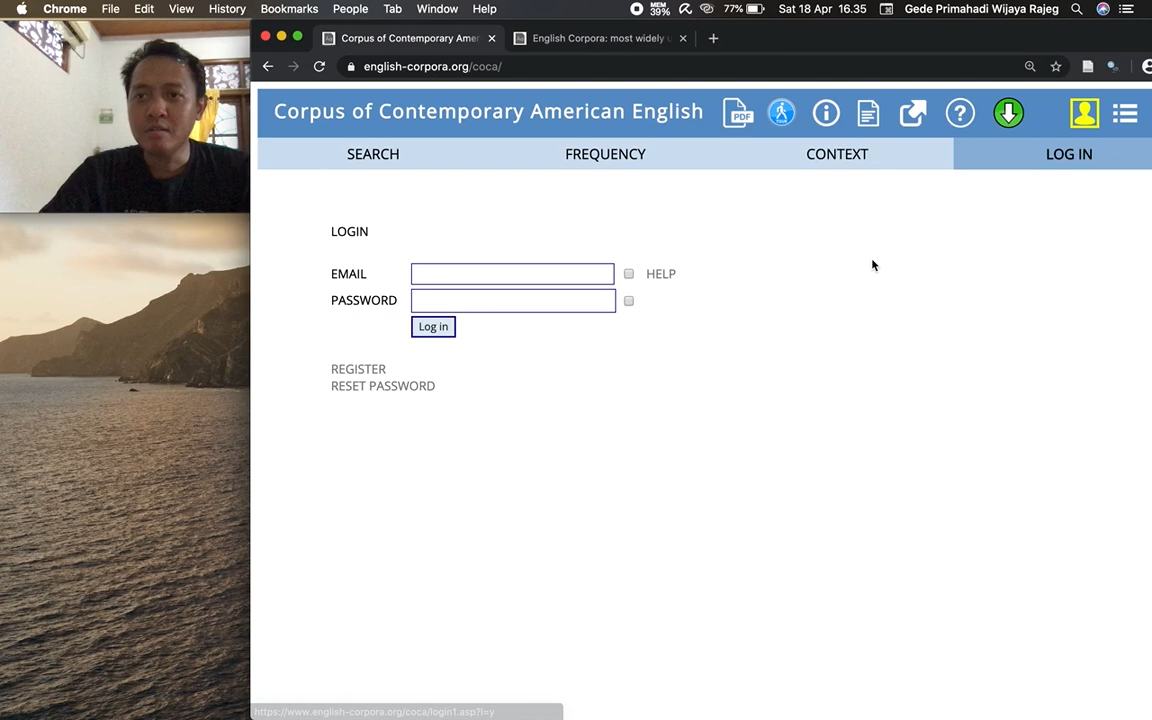 Chrome File Edit View History Bookmarks People Tab Window Help MEM 39% 77% Sat 18 Apr 16.35 Gede Primahadi Wijaya Rajeg
Corpus of Contemporary Amer English Corpora: most widely u
english-corpora.org/coca/
Corpus of Contemporary American English PDF
SEARCH FREQUENCY CONTEXT LOG IN
LOGIN
EMAIL HELP
PASSWORD
Log in
REGISTER
RESET PASSWORD
https://www.english-corpora.org/coca/login1.asp?l=y